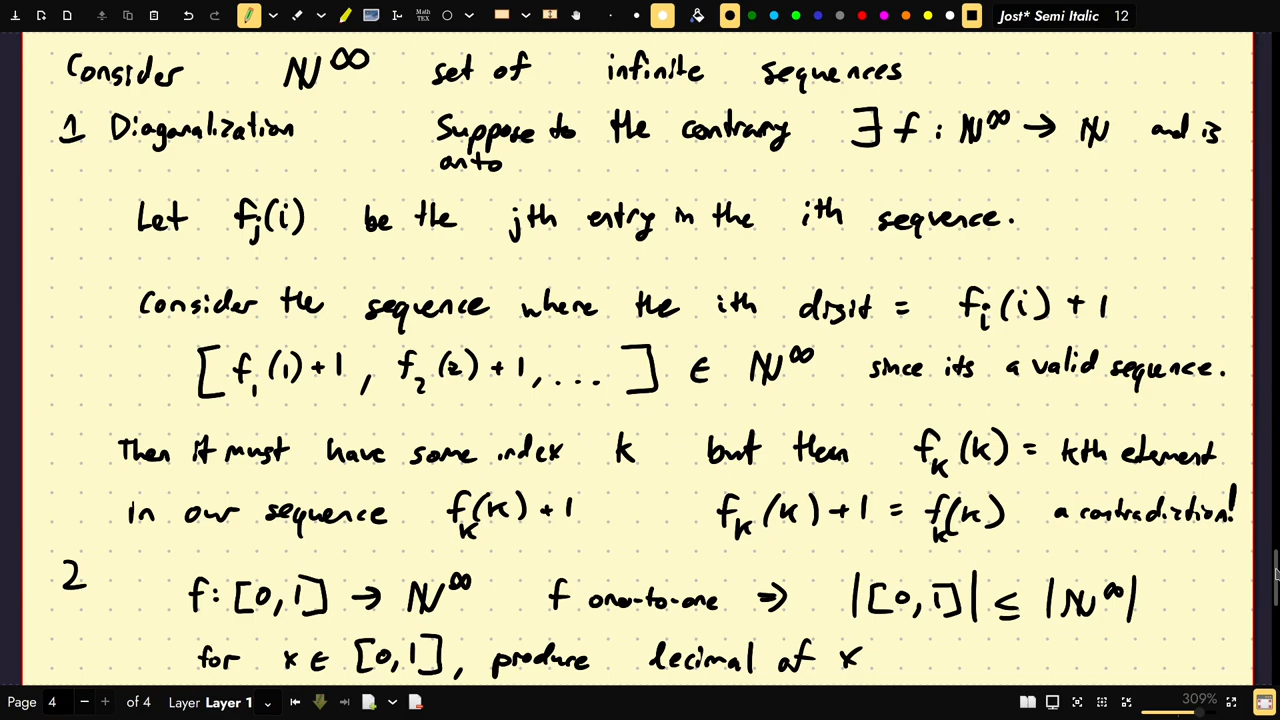 Jost* Semi Italic 12
Consider ℕ^∞ set of infinite sequences
1 Diagonalization Suppose to the contrary ∃ f : ℕ^∞ → ℕ and is
onto
Let f_j(i) be the jth entry in the ith sequence.
Consider the sequence where the ith digit = f_i(i) + 1
[ f_1(1) + 1 , f_2(2) + 1 , ... ] ∈ ℕ^∞ since its a valid sequence.
Then it must have some index k but then f_k(k) = kth element
in our sequence f_k(k) + 1 f_k(k) + 1 = f_k(k) a contradiction!
2 f: [0,1] → ℕ^∞ f one-to-one ⇒ |[0,1]| ≤ |ℕ^∞|
for x ∈ [0,1], produce decimal of x
Page 4 of 4 Layer Layer 1 309%